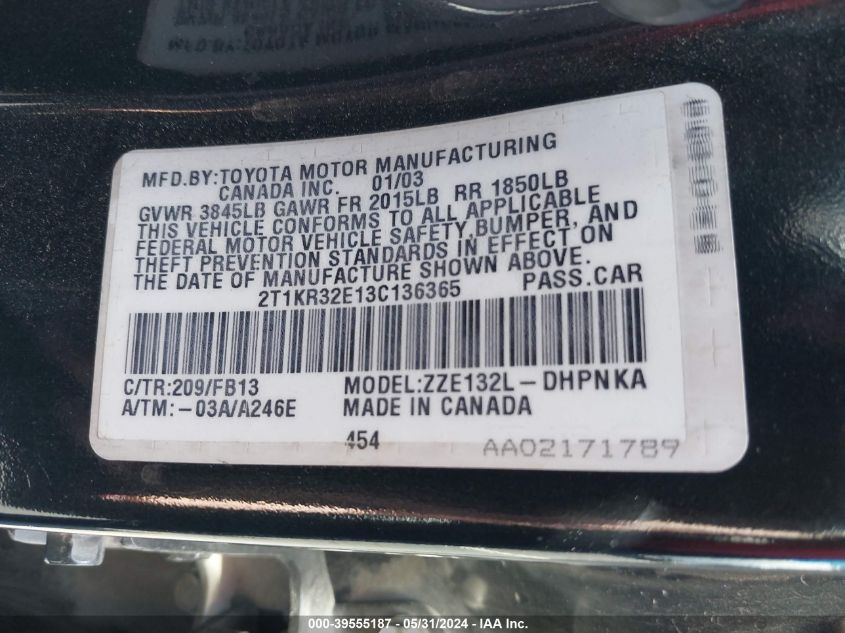 MFD.BY:TOYOTA MOTOR MANUFACTURING
CANADA INC. 01/03
GVWR 3845LB GAWR FR 2015LB RR 1850LB
THIS VEHICLE CONFORMS TO ALL APPLICABLE
FEDERAL MOTOR VEHICLE SAFETY,BUMPER, AND
THEFT PREVENTION STANDARDS IN EFFECT ON
THE DATE OF MANUFACTURE SHOWN ABOVE.
2T1KR32E13C136365 PASS.CAR
C/TR:209/FB13 MODEL:ZZE132L-DHPNKA
A/TM:-03A/A246E MADE IN CANADA
454 AA02171789
000-39555187 - 05/31/2024 - IAA Inc.